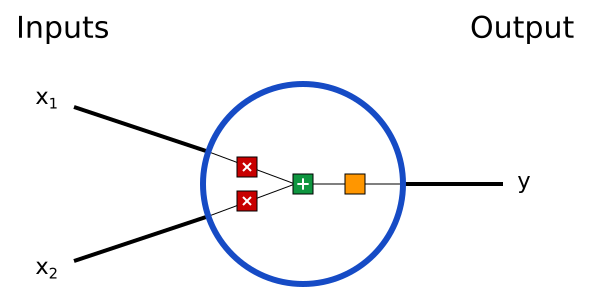 Inputs
Output
x₁
×
+
y
×
x₂